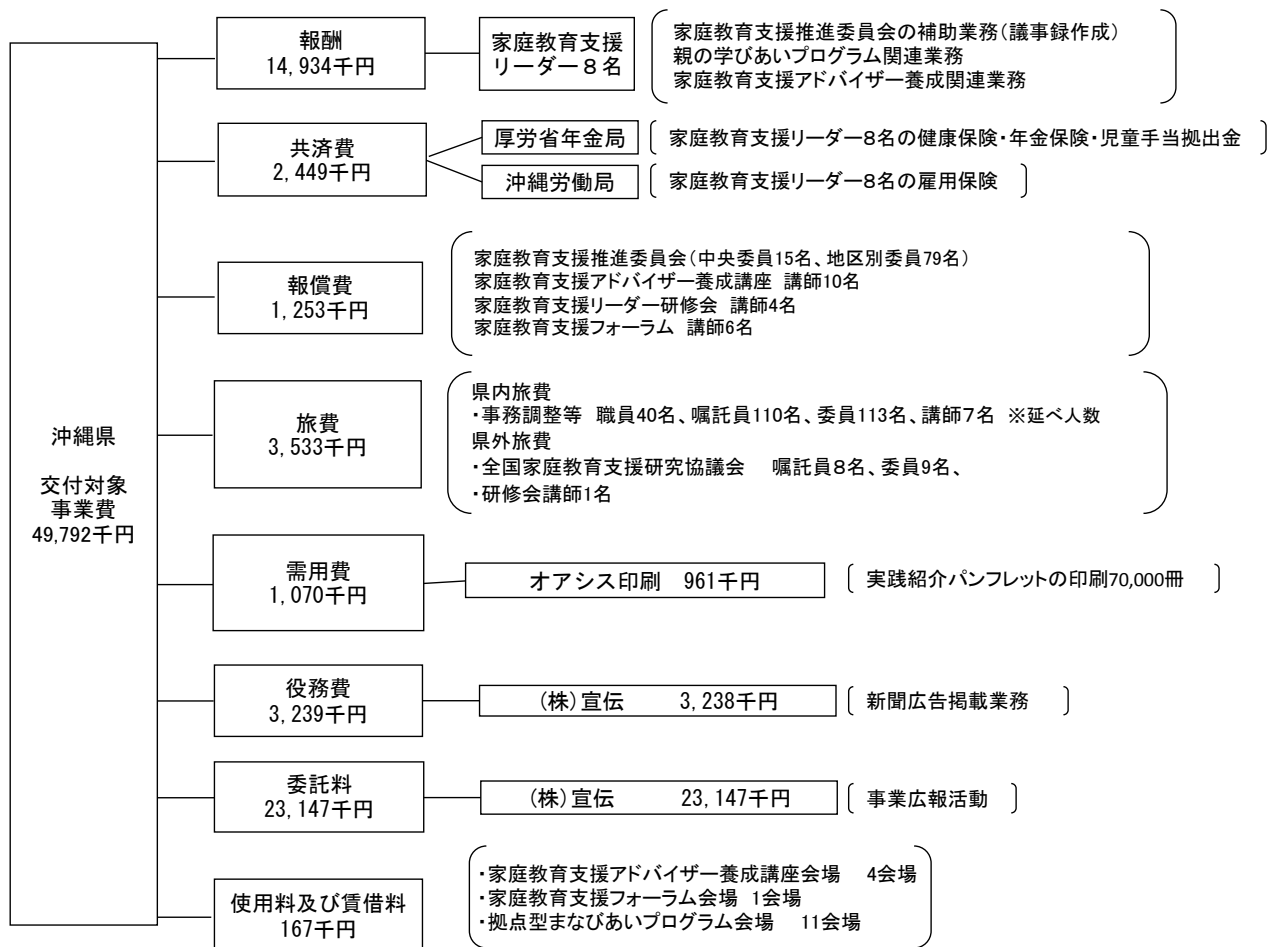 沖縄県
交付対象
事業費
49,792千円
報酬
14,934千円
家庭教育支援
リーダー８名
家庭教育支援推進委員会の補助業務(議事録作成)
親の学びあいプログラム関連業務
家庭教育支援アドバイザー養成関連業務
共済費
2,449千円
厚労省年金局
家庭教育支援リーダー8名の健康保険・年金保険・児童手当拠出金
沖縄労働局
家庭教育支援リーダー8名の雇用保険
報償費
1,253千円
家庭教育支援推進委員会(中央委員15名、地区別委員79名)
家庭教育支援アドバイザー養成講座 講師10名
家庭教育支援リーダー研修会 講師4名
家庭教育支援フォーラム 講師6名
旅費
3,533千円
県内旅費
・事務調整等　職員40名、嘱託員110名、委員113名、講師７名　※延べ人数
県外旅費
・全国家庭教育支援研究協議会　　嘱託員８名、委員9名、
・研修会講師1名
需用費
1,070千円
オアシス印刷　961千円
実践紹介パンフレットの印刷70,000冊
役務費
3,239千円
(株)宣伝　　3,238千円
新聞広告掲載業務
委託料
23,147千円
(株)宣伝　　23,147千円
事業広報活動
使用料及び賃借料
167千円
・家庭教育支援アドバイザー養成講座会場　　4会場
・家庭教育支援フォーラム会場　1会場
・拠点型まなびあいプログラム会場　　11会場